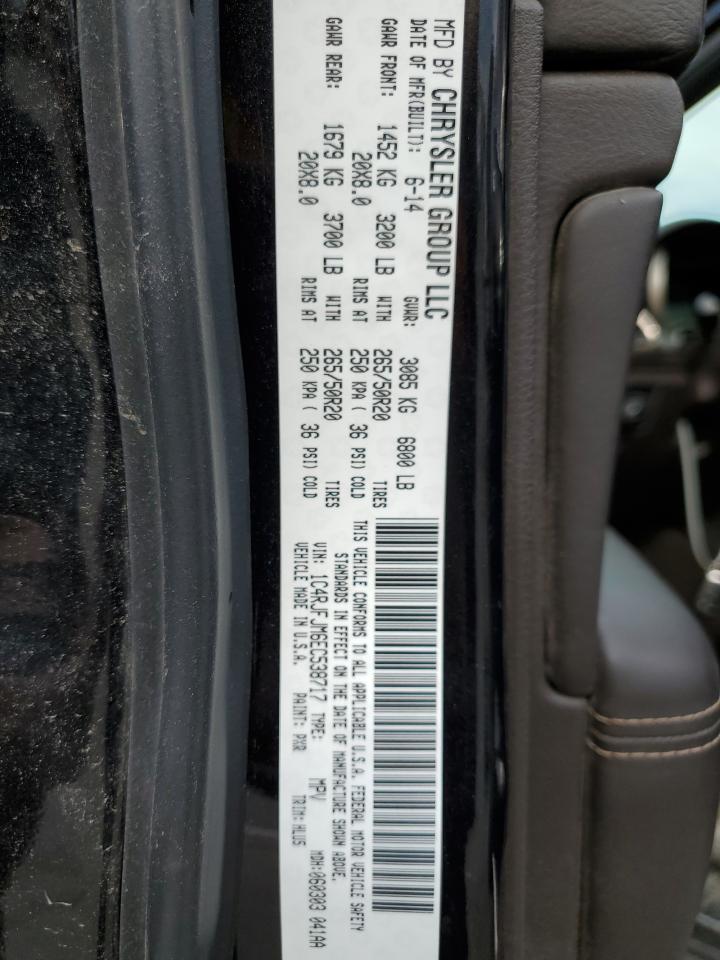 MFD BY CHRYSLER GROUP LLC
DATE OF MFR(BUILT): 6-14 GVWR: 3085 KG 6800 LB
GAWR FRONT: 1452 KG 3200 LB WITH 265/50R20 TIRES
20X8.0 RIMS AT 250 KPA ( 36 PSI) COLD
GAWR REAR: 1679 KG 3700 LB WITH 265/50R20 TIRES
20X8.0 RIMS AT 250 KPA ( 36 PSI) COLD
THIS VEHICLE CONFORMS TO ALL APPLICABLE U.S.A. FEDERAL MOTOR VEHICLE SAFETY
STANDARDS IN EFFECT ON THE DATE OF MANUFACTURE SHOWN ABOVE.
VIN: 1C4RJFJM6EC538717 TYPE: MPV MDH:060303 041AA
VEHICLE MADE IN U.S.A. PAINT: PXR TRIM: HLU5